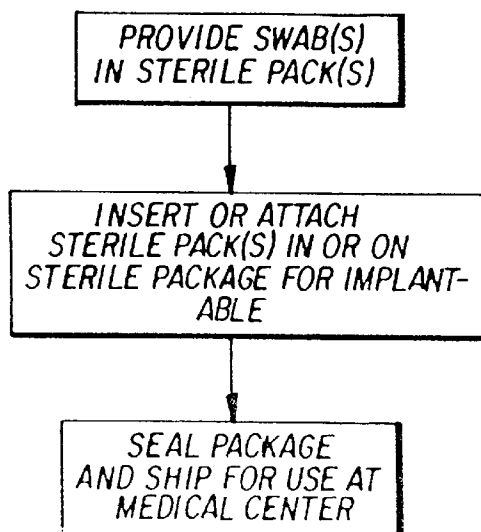 PROVIDE SWAB(S)
IN STERILE PACK(S)
INSERT OR ATTACH
STERILE PACK(S) IN OR ON
STERILE PACKAGE FOR IMPLANT-
ABLE
SEAL PACKAGE
AND SHIP FOR USE AT
MEDICAL CENTER